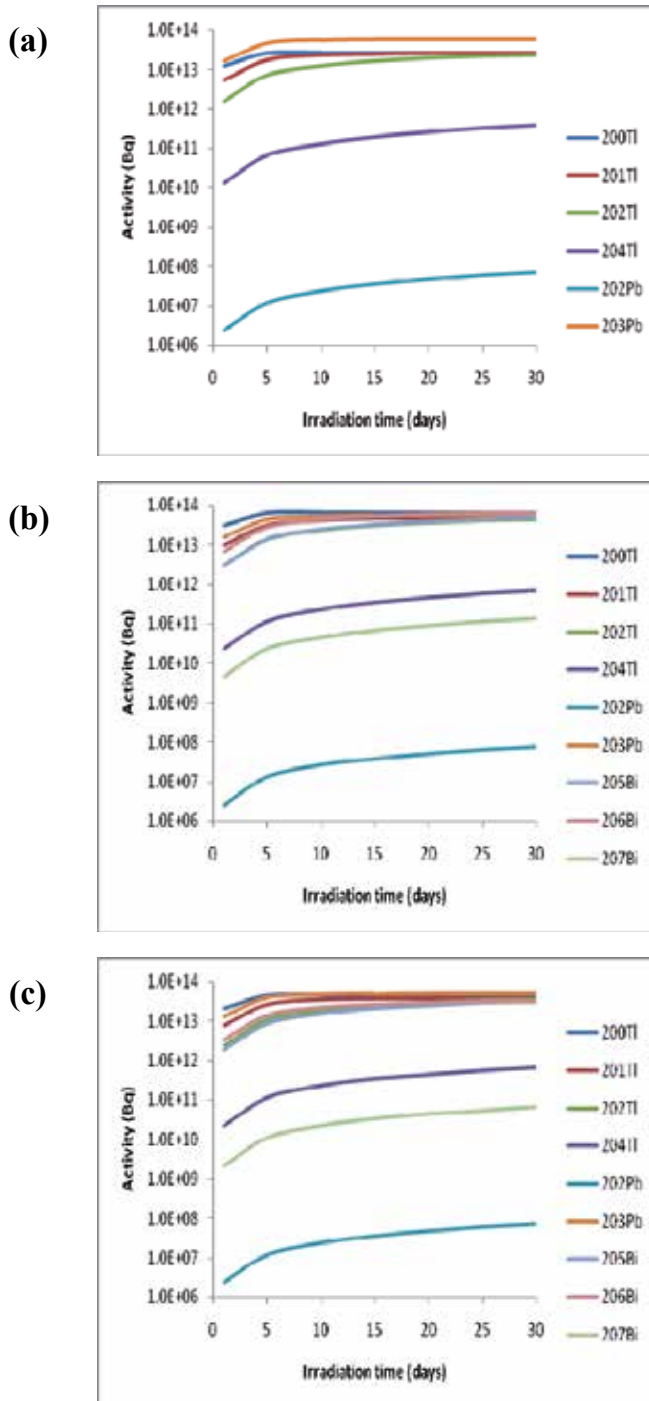 (a)
1.0E+14
1.0E+13
1.0E+12
1.0E+11
1.0E+10
1.0E+09
1.0E+08
1.0E+07
1.0E+06
Activity (Bq)
0 5 10 15 20 25 30
Irradiation time (days)
200Tl
201Tl
202Tl
204Tl
202Pb
203Pb
(b)
1.0E+14
1.0E+13
1.0E+12
1.0E+11
1.0E+10
1.0E+09
1.0E+08
1.0E+07
1.0E+06
Activity (Bq)
0 5 10 15 20 25 30
Irradiation time (days)
200Tl
201Tl
202Tl
204Tl
202Pb
203Pb
205Bi
206Bi
207Bi
(c)
1.0E+14
1.0E+13
1.0E+12
1.0E+11
1.0E+10
1.0E+09
1.0E+08
1.0E+07
1.0E+06
Activity (Bq)
0 5 10 15 20 25 30
Irradiation time (days)
200Tl
201Tl
202Tl
204Tl
202Pb
203Pb
205Bi
206Bi
207Bi